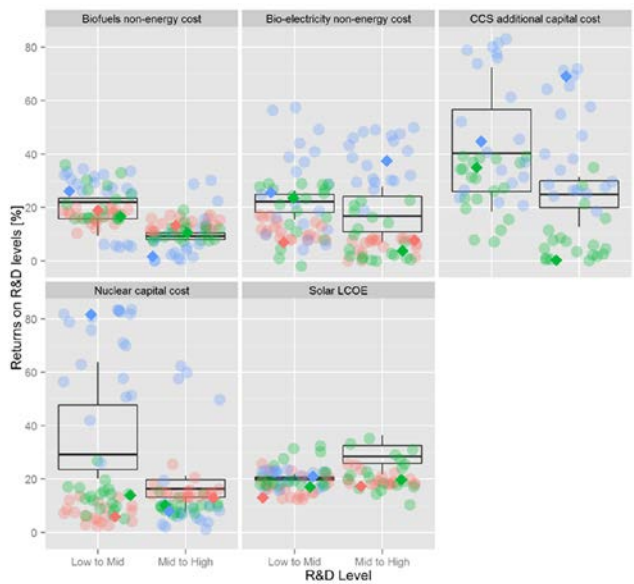 Biofuels non-energy cost
Bio-electricity non-energy cost
CCS additional capital cost
80
60
40
20
0
Returns on R&D levels [%]
Nuclear capital cost
Solar LCOE
80
60
40
20
0
Low to Mid
Mid to High
Low to Mid
Mid to High
R&D Level